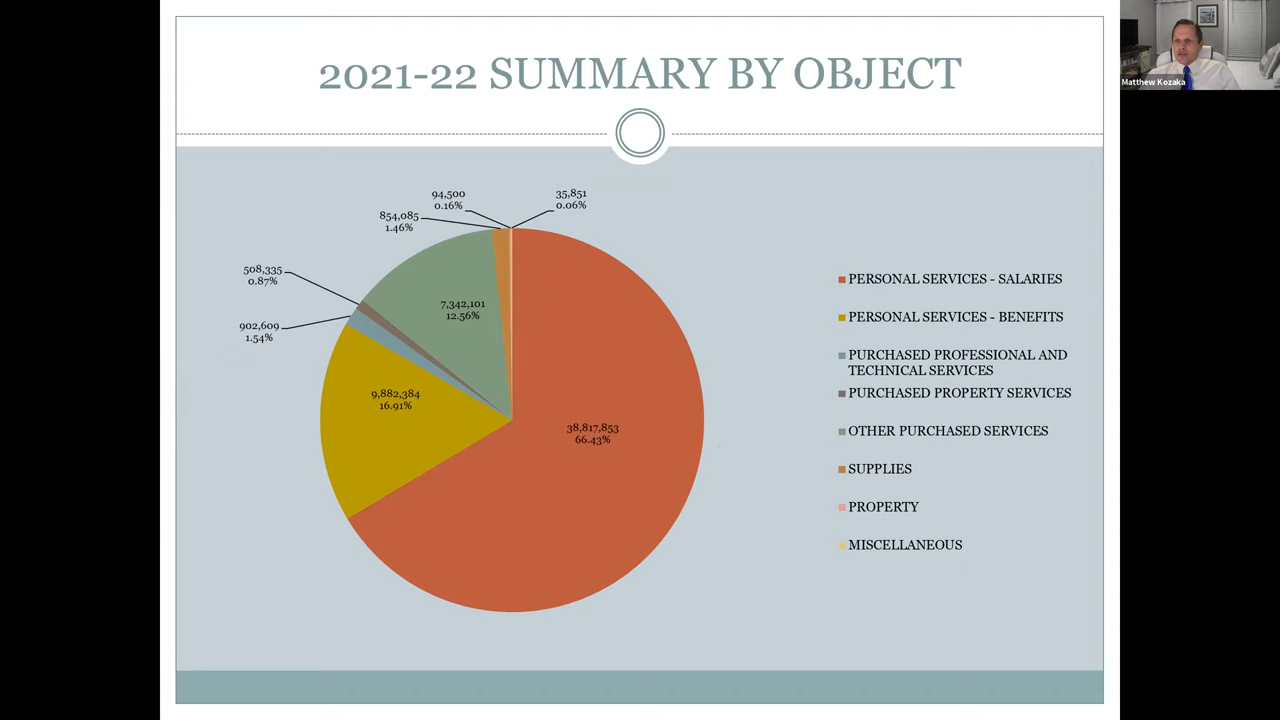 2021-22 SUMMARY BY OBJECT
Matthew Kozaka
94,500
0.16%
35,851
0.06%
854,085
1.46%
508,335
0.87%
7,342,101
12.56%
902,609
1.54%
9,882,384
16.91%
38,817,853
66.43%
PERSONAL SERVICES - SALARIES
PERSONAL SERVICES - BENEFITS
PURCHASED PROFESSIONAL AND
TECHNICAL SERVICES
PURCHASED PROPERTY SERVICES
OTHER PURCHASED SERVICES
SUPPLIES
PROPERTY
MISCELLANEOUS